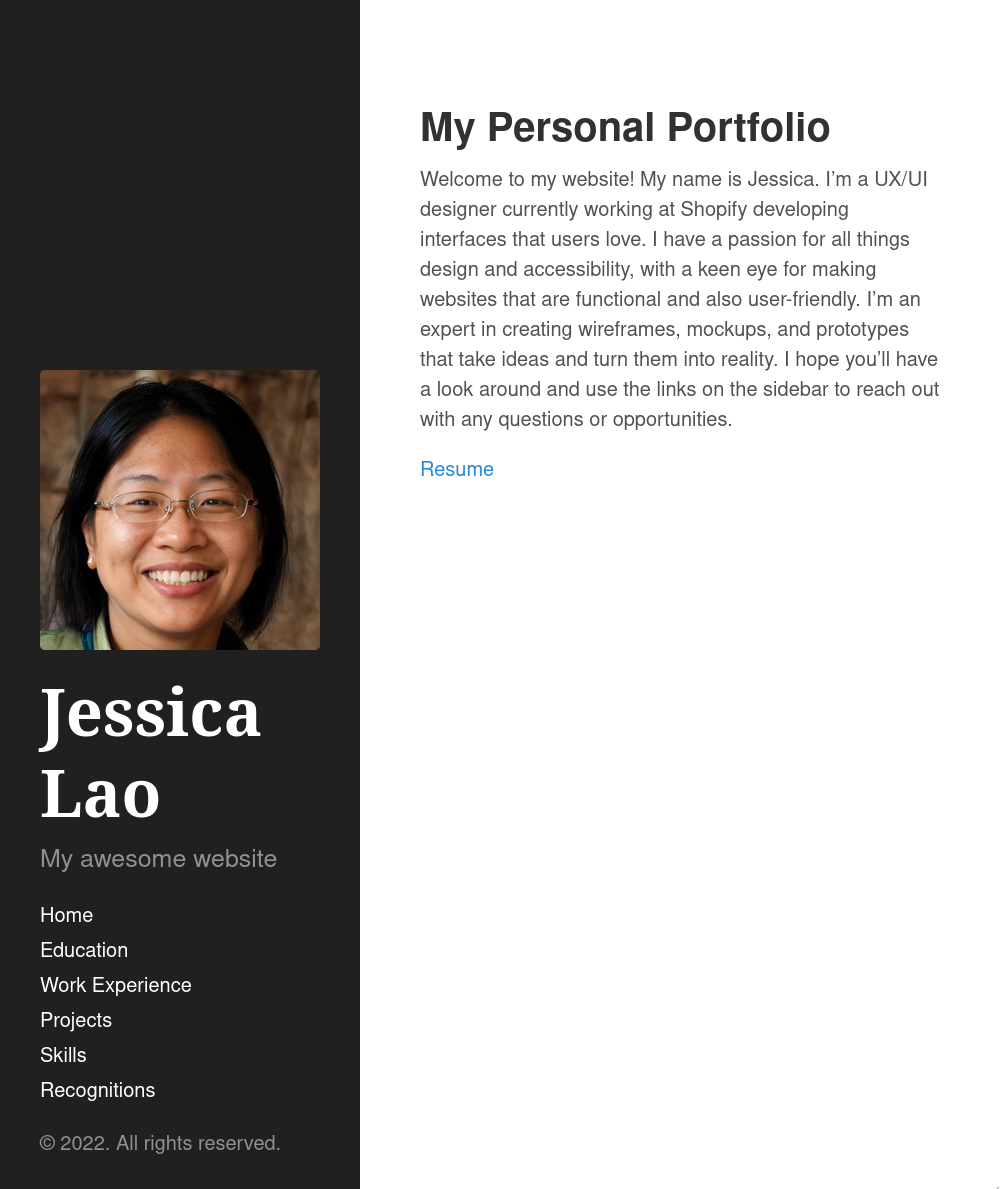 My Personal Portfolio
Welcome to my website! My name is Jessica. I’m a UX/UI
designer currently working at Shopify developing
interfaces that users love. I have a passion for all things
design and accessibility, with a keen eye for making
websites that are functional and also user-friendly. I’m an
expert in creating wireframes, mockups, and prototypes
that take ideas and turn them into reality. I hope you’ll have
a look around and use the links on the sidebar to reach out
with any questions or opportunities.
Resume
Jessica
Lao
My awesome website
Home
Education
Work Experience
Projects
Skills
Recognitions
© 2022. All rights reserved.